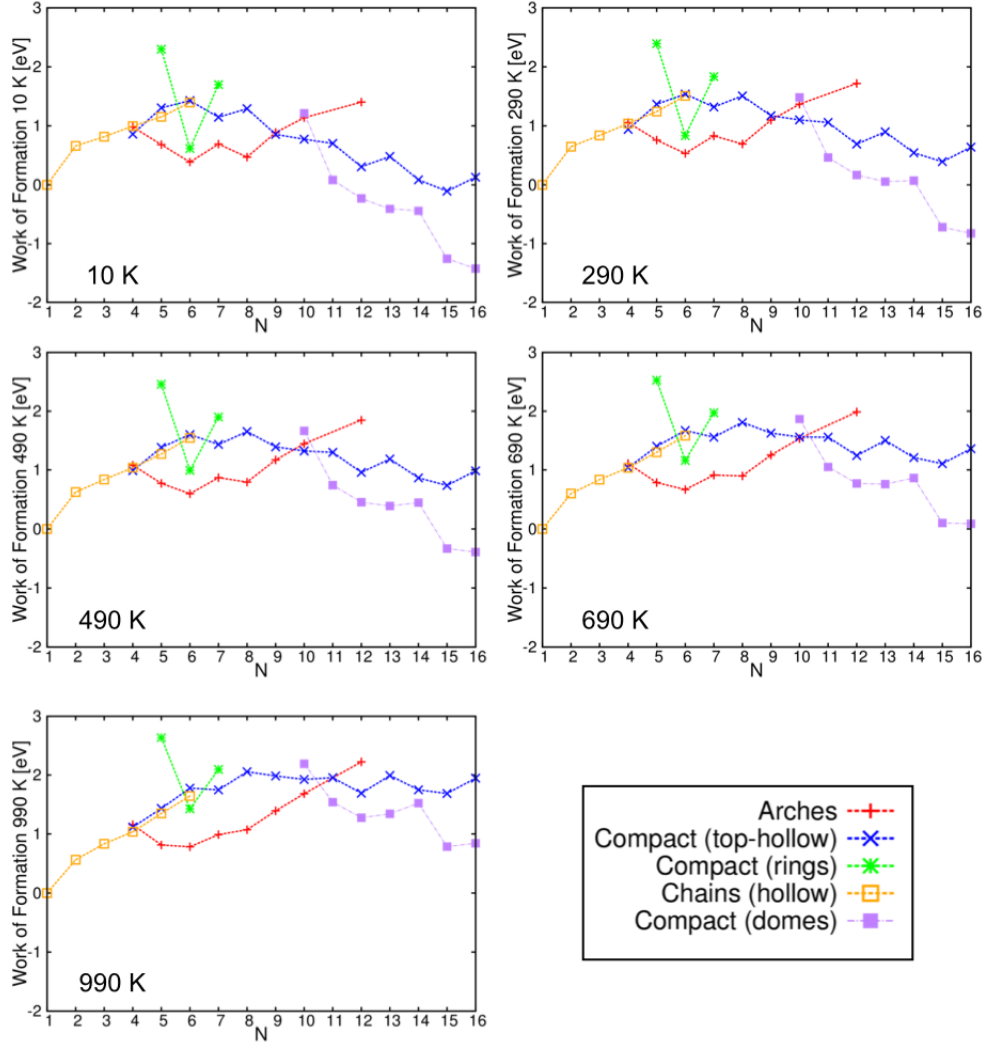 Work of Formation 10 K [eV]
3
2
1
0
-1
-2
10 K
1 2 3 4 5 6 7 8 9 10 11 12 13 14 15 16
N
Work of Formation 290 K [eV]
3
2
1
0
-1
-2
290 K
1 2 3 4 5 6 7 8 9 10 11 12 13 14 15 16
N
Work of Formation 490 K [eV]
3
2
1
0
-1
-2
490 K
1 2 3 4 5 6 7 8 9 10 11 12 13 14 15 16
N
Work of Formation 690 K [eV]
3
2
1
0
-1
-2
690 K
1 2 3 4 5 6 7 8 9 10 11 12 13 14 15 16
N
Work of Formation 990 K [eV]
3
2
1
0
-1
-2
990 K
1 2 3 4 5 6 7 8 9 10 11 12 13 14 15 16
N
Arches
Compact (top-hollow)
Compact (rings)
Chains (hollow)
Compact (domes)